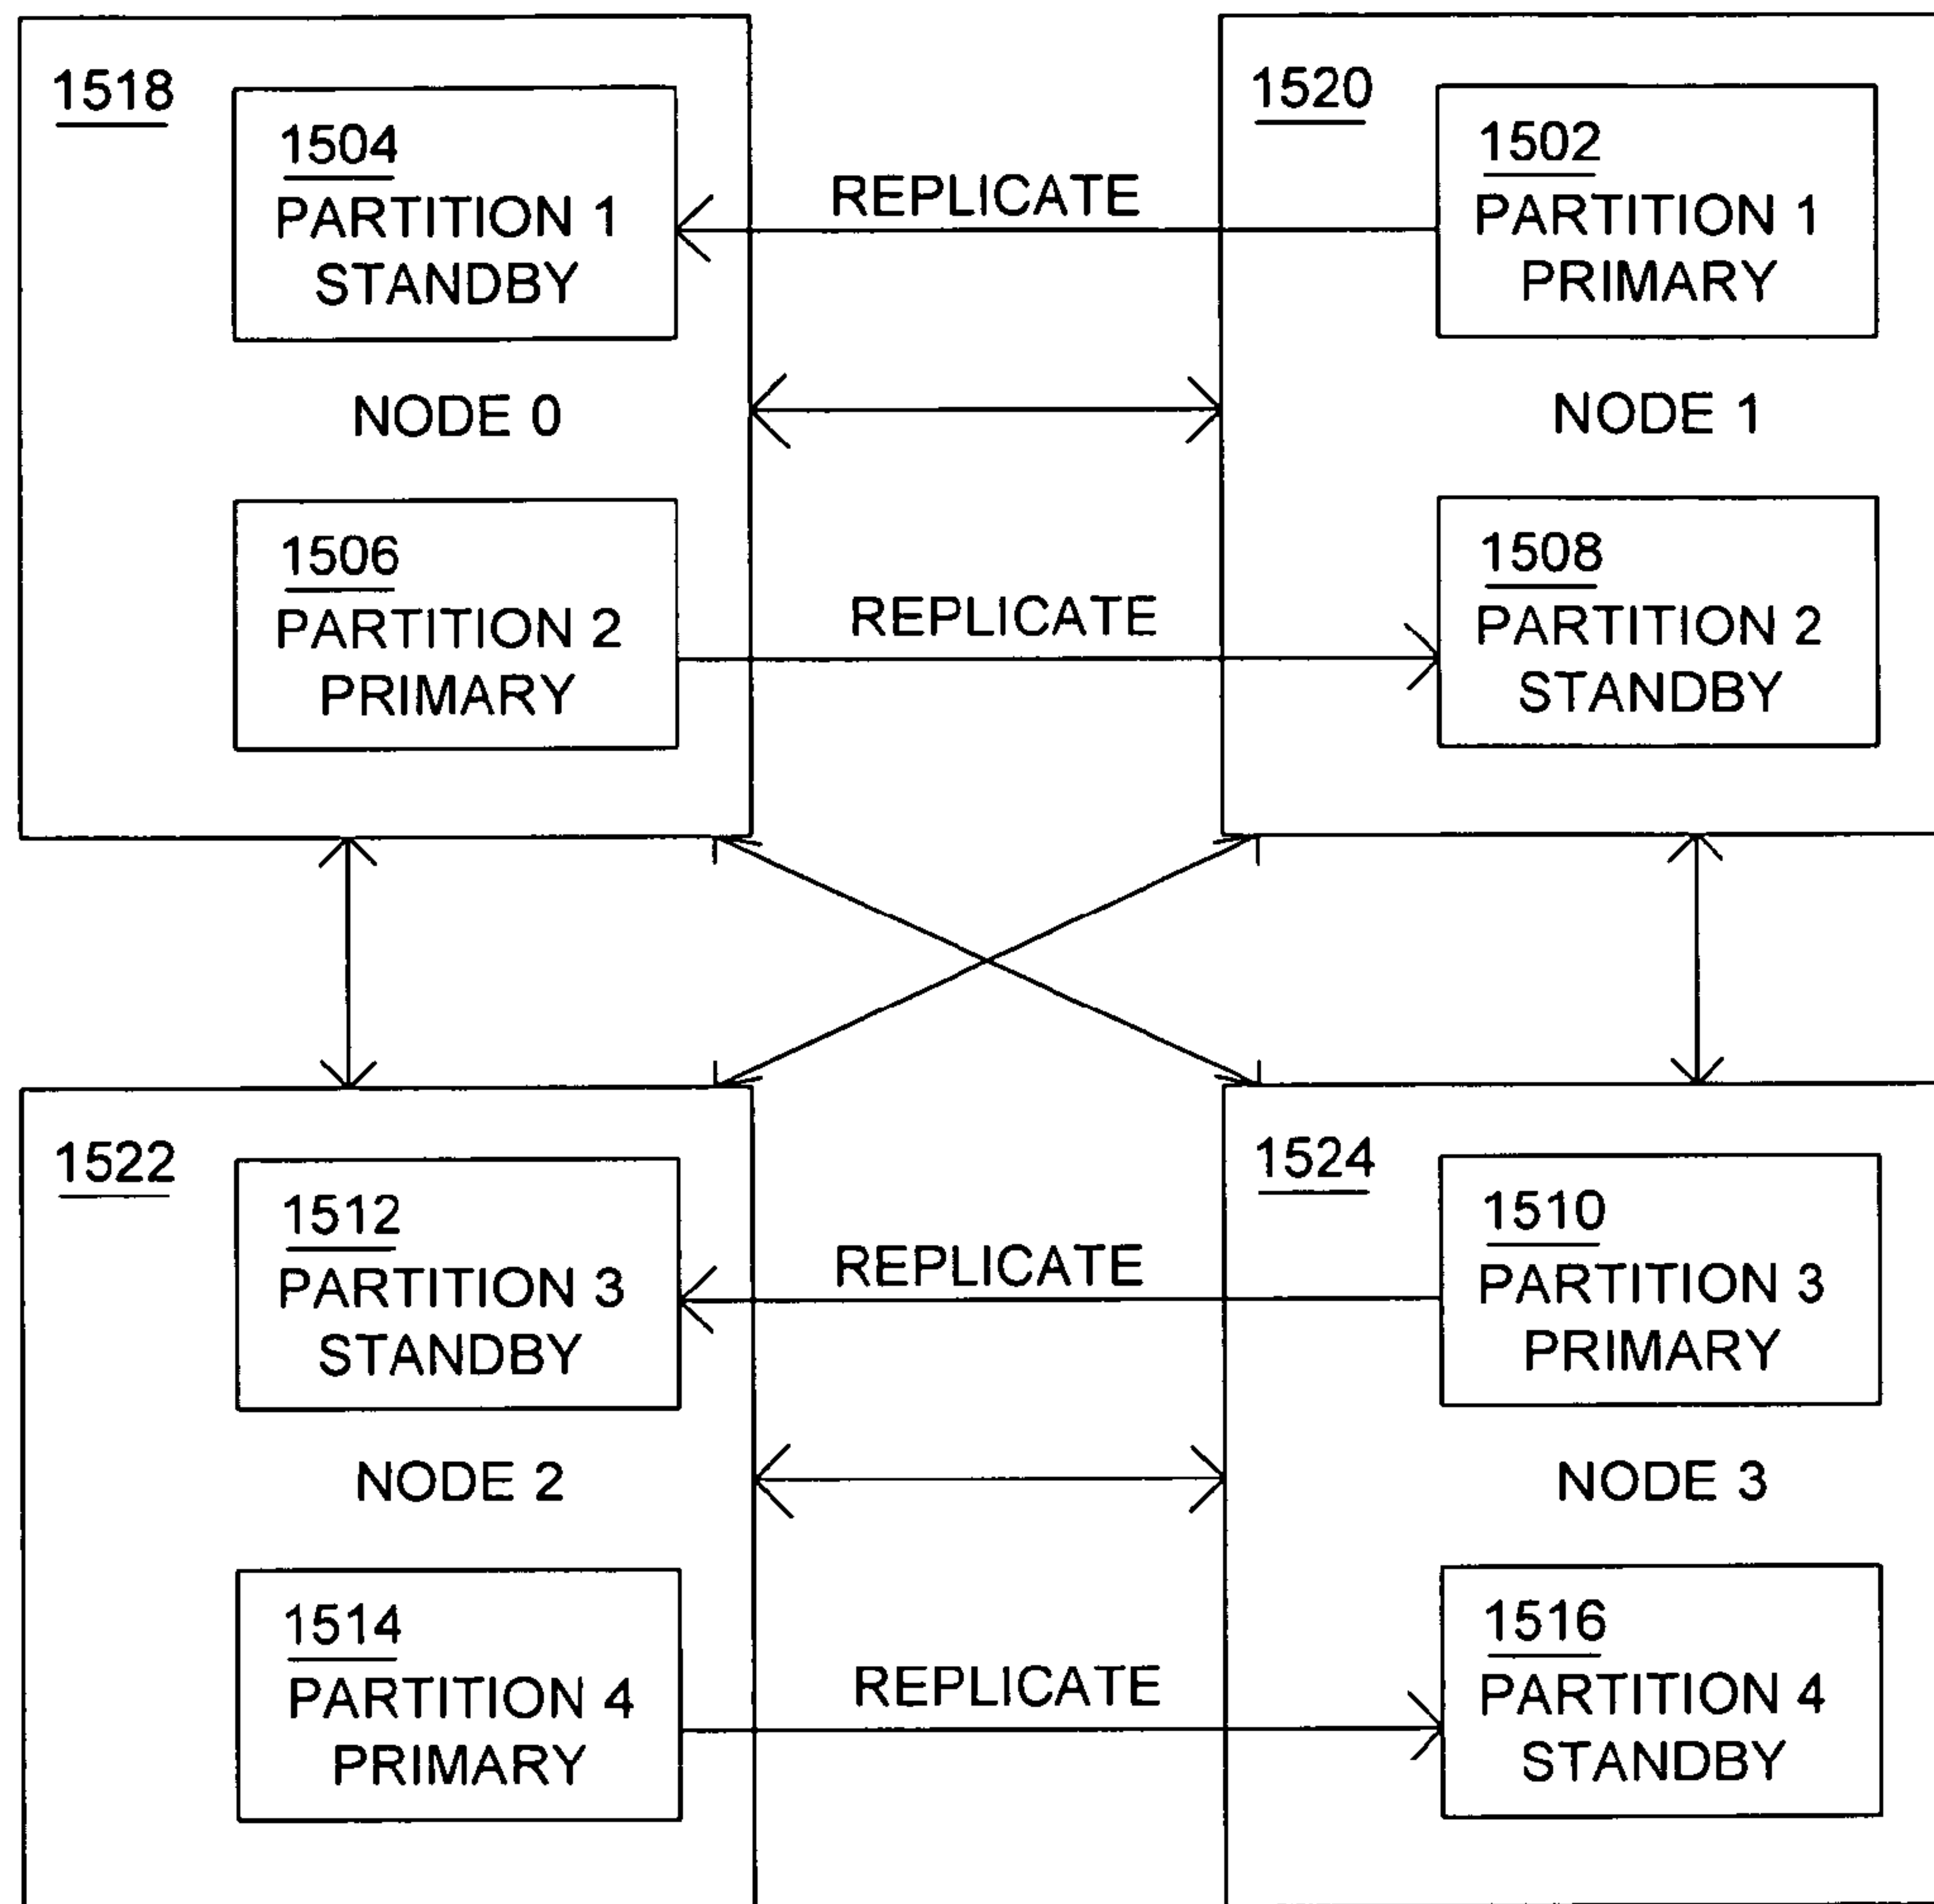 1518
1504
PARTITION 1
STANDBY
NODE 0
1506
PARTITION 2
PRIMARY
REPLICATE
REPLICATE
1520
1502
PARTITION 1
PRIMARY
NODE 1
1508
PARTITION 2
STANDBY
1522
1512
PARTITION 3
STANDBY
NODE 2
1514
PARTITION 4
PRIMARY
REPLICATE
REPLICATE
1524
1510
PARTITION 3
PRIMARY
NODE 3
1516
PARTITION 4
STANDBY